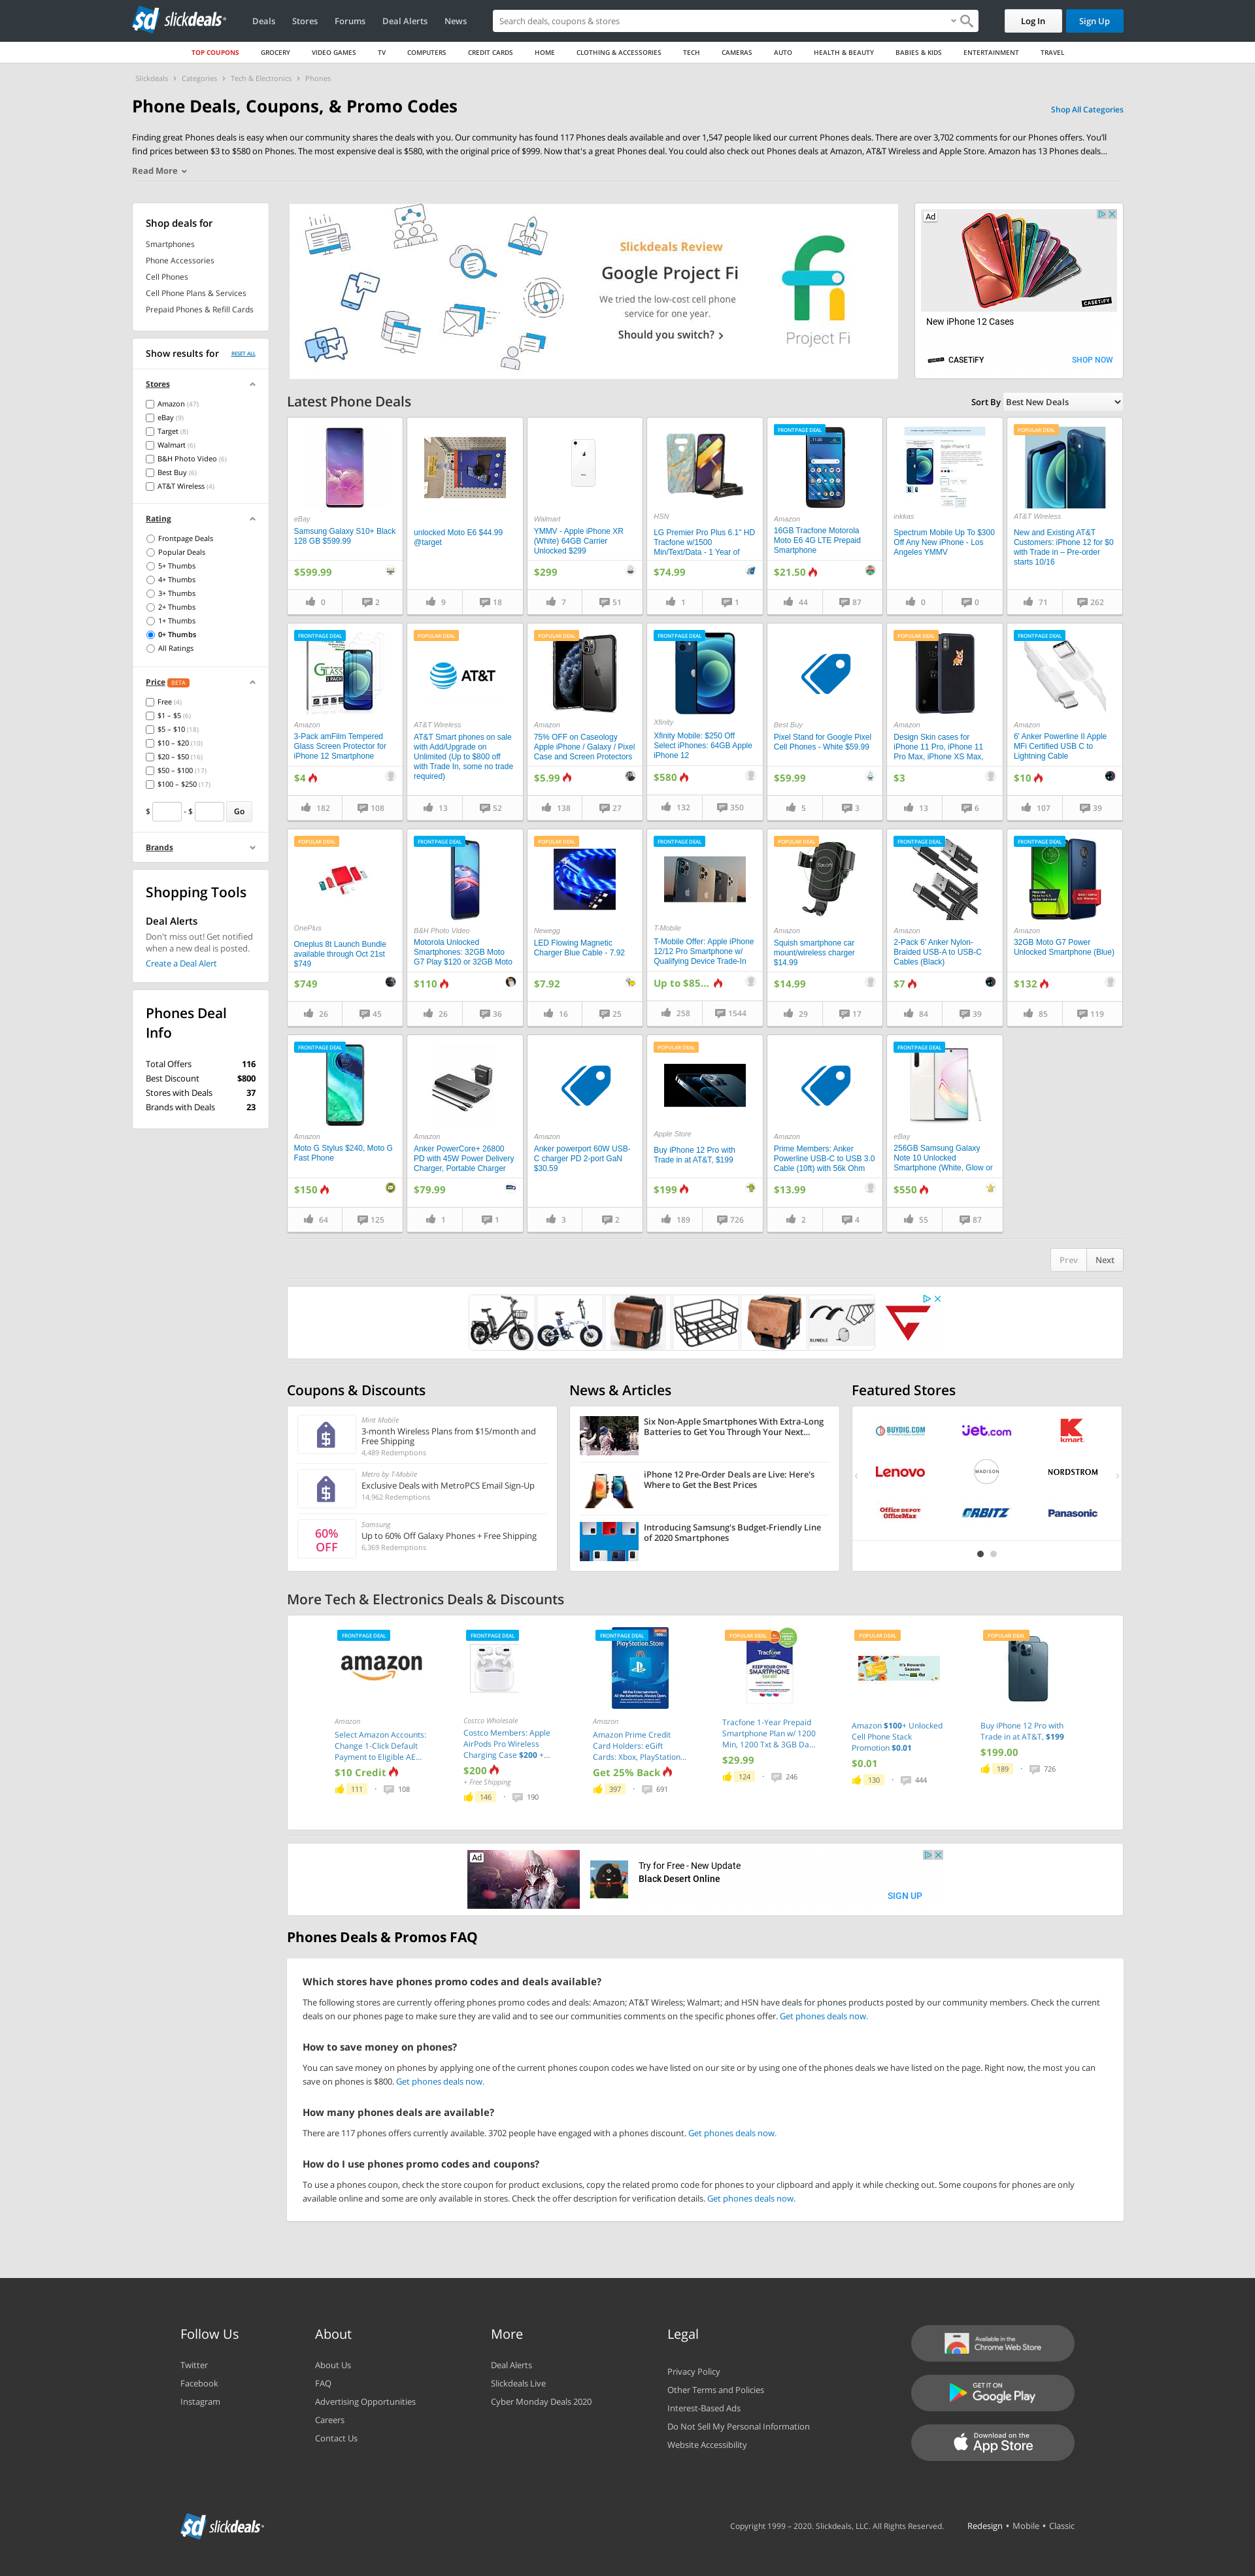 sd slickdeals
Deals Stores Forums Deal Alerts News
Search deals, coupons & stores
Log In Sign Up
TOP COUPONS GROCERY VIDEO GAMES TV COMPUTERS CREDIT CARDS HOME CLOTHING & ACCESSORIES TECH CAMERAS AUTO HEALTH & BEAUTY BABIES & KIDS ENTERTAINMENT TRAVEL
Slickdeals > Categories > Tech & Electronics > Phones
Phone Deals, Coupons, & Promo Codes
Shop All Categories
Finding great Phones deals is easy when our community shares the deals with you. Our community has found 117 Phones deals available and over 1,547 people liked our current Phones deals. There are over 3,702 comments for our Phones offers. You'll
find prices between $3 to $580 on Phones. The most expensive deal is $580, with the original price of $999. Now that's a great Phones deal. You could also check out Phones deals at Amazon, AT&T Wireless and Apple Store. Amazon has 13 Phones deals...
Read More
Shop deals for
Smartphones
Phone Accessories
Cell Phones
Cell Phone Plans & Services
Prepaid Phones & Refill Cards
Show results for RESET ALL
Stores
Amazon (47)
eBay (9)
Target (8)
Walmart (6)
B&H Photo Video (6)
Best Buy (6)
AT&T Wireless (4)
Rating
Frontpage Deals
Popular Deals
5+ Thumbs
4+ Thumbs
3+ Thumbs
2+ Thumbs
1+ Thumbs
0+ Thumbs
All Ratings
Price BETA
Free (4)
$1 – $5 (6)
$5 – $10 (18)
$10 – $20 (10)
$20 – $50 (16)
$50 – $100 (17)
$100 – $250 (17)
$ - $ Go
Brands
Shopping Tools
Deal Alerts
Don't miss out! Get notified
when a new deal is posted.
Create a Deal Alert
Phones Deal
Info
Total Offers 116
Best Discount $800
Stores with Deals 37
Brands with Deals 23
Slickdeals Review
Google Project Fi
We tried the low-cost cell phone
service for one year.
Should you switch? >
Project Fi
Ad
New iPhone 12 Cases
CASETiFY SHOP NOW
Latest Phone Deals
Sort By Best New Deals
eBay
Samsung Galaxy S10+ Black
128 GB $599.99
$599.99
0 2
unlocked Moto E6 $44.99
@target
9 18
Walmart
YMMV - Apple iPhone XR
(White) 64GB Carrier
Unlocked $299
$299
7 51
HSN
LG Premier Pro Plus 6.1" HD
Tracfone w/1500
Min/Text/Data - 1 Year of
$74.99
1 1
FRONTPAGE DEAL
Amazon
16GB Tracfone Motorola
Moto E6 4G LTE Prepaid
Smartphone
$21.50
44 87
inkkas
Spectrum Mobile Up To $300
Off Any New iPhone - Los
Angeles YMMV
0 0
POPULAR DEAL
AT&T Wireless
New and Existing AT&T
Customers: iPhone 12 for $0
with Trade in – Pre-order
starts 10/16
71 262
FRONTPAGE DEAL
Amazon
3-Pack amFilm Tempered
Glass Screen Protector for
iPhone 12 Smartphone
$4
182 108
POPULAR DEAL
AT&T
AT&T Wireless
AT&T Smart phones on sale
with Add/Upgrade on
Unlimited (Up to $800 off
with Trade In, some no trade
required)
13 52
POPULAR DEAL
Amazon
75% OFF on Caseology
Apple iPhone / Galaxy / Pixel
Case and Screen Protectors
$5.99
138 27
FRONTPAGE DEAL
Xfinity
Xfinity Mobile: $250 Off
Select iPhones: 64GB Apple
iPhone 12
$580
132 350
Best Buy
Pixel Stand for Google Pixel
Cell Phones - White $59.99
$59.99
5 3
POPULAR DEAL
Amazon
Design Skin cases for
iPhone 11 Pro, iPhone 11
Pro Max, iPhone XS Max,
$3
13 6
FRONTPAGE DEAL
Amazon
6' Anker Powerline II Apple
MFi Certified USB C to
Lightning Cable
$10
107 39
POPULAR DEAL
OnePlus
Oneplus 8t Launch Bundle
available through Oct 21st
$749
$749
26 45
FRONTPAGE DEAL
B&H Photo Video
Motorola Unlocked
Smartphones: 32GB Moto
G7 Play $120 or 32GB Moto
$110
26 36
POPULAR DEAL
Newegg
LED Flowing Magnetic
Charger Blue Cable - 7.92
$7.92
16 25
FRONTPAGE DEAL
T-Mobile
T-Mobile Offer: Apple iPhone
12/12 Pro Smartphone w/
Qualifying Device Trade-In
Up to $85...
258 1544
POPULAR DEAL
Amazon
Squish smartphone car
mount/wireless charger
$14.99
$14.99
29 17
FRONTPAGE DEAL
Amazon
2-Pack 6' Anker Nylon-
Braided USB-A to USB-C
Cables (Black)
$7
84 39
FRONTPAGE DEAL
Amazon
32GB Moto G7 Power
Unlocked Smartphone (Blue)
$132
85 119
FRONTPAGE DEAL
Amazon
Moto G Stylus $240, Moto G
Fast Phone
$150
64 125
Amazon
Anker PowerCore+ 26800
PD with 45W Power Delivery
Charger, Portable Charger
$79.99
1 1
Amazon
Anker powerport 60W USB-
C charger PD 2-port GaN
$30.59
3 2
POPULAR DEAL
Apple Store
Buy iPhone 12 Pro with
Trade in at AT&T, $199
$199
189 726
Amazon
Prime Members: Anker
Powerline USB-C to USB 3.0
Cable (10ft) with 56k Ohm
$13.99
2 4
FRONTPAGE DEAL
eBay
256GB Samsung Galaxy
Note 10 Unlocked
Smartphone (White, Glow or
$550
55 87
Prev Next
BUNDLE
Coupons & Discounts
Mint Mobile
3-month Wireless Plans from $15/month and
Free Shipping
4,489 Redemptions
Metro by T-Mobile
Exclusive Deals with MetroPCS Email Sign-Up
14,962 Redemptions
60%
OFF
Samsung
Up to 60% Off Galaxy Phones + Free Shipping
6,369 Redemptions
News & Articles
Six Non-Apple Smartphones With Extra-Long
Batteries to Get You Through Your Next...
iPhone 12 Pre-Order Deals are Live: Here's
Where to Get the Best Prices
Introducing Samsung's Budget-Friendly Line
of 2020 Smartphones
Featured Stores
BUYDIG.COM jet.com kmart
Lenovo MADISON NORDSTROM
Office DEPOT OfficeMax ORBITZ Panasonic
More Tech & Electronics Deals & Discounts
FRONTPAGE DEAL
amazon
Amazon
Select Amazon Accounts:
Change 1-Click Default
Payment to Eligible AE...
$10 Credit
111 · 108
FRONTPAGE DEAL
Costco Wholesale
Costco Members: Apple
AirPods Pro Wireless
Charging Case $200 +...
$200
+ Free Shipping
146 · 190
FRONTPAGE DEAL
PlayStation Store
Amazon
Amazon Prime Credit
Card Holders: eGift
Cards: Xbox, PlayStation...
Get 25% Back
397 · 691
POPULAR DEAL
Tracfone
KEEP YOUR OWN
SMARTPHONE
Tracfone 1-Year Prepaid
Smartphone Plan w/ 1200
Min, 1200 Txt & 3GB Da...
$29.99
124 · 246
POPULAR DEAL
It's Rewards
Season
Amazon $100+ Unlocked
Cell Phone Stack
Promotion $0.01
$0.01
130 · 444
POPULAR DEAL
Buy iPhone 12 Pro with
Trade in at AT&T, $199
$199.00
189 · 726
Ad
Try for Free - New Update
Black Desert Online
SIGN UP
Phones Deals & Promos FAQ
Which stores have phones promo codes and deals available?
The following stores are currently offering phones promo codes and deals: Amazon; AT&T Wireless; Walmart; and HSN have deals for phones products posted by our community members. Check the current
deals on our phones page to make sure they are valid and to see our communities comments on the specific phones offer. Get phones deals now.
How to save money on phones?
You can save money on phones by applying one of the current phones coupon codes we have listed on our site or by using one of the phones deals we have listed on the page. Right now, the most you can
save on phones is $800. Get phones deals now.
How many phones deals are available?
There are 117 phones offers currently available. 3702 people have engaged with a phones discount. Get phones deals now.
How do I use phones promo codes and coupons?
To use a phones coupon, check the store coupon for product exclusions, copy the related promo code for phones to your clipboard and apply it while checking out. Some coupons for phones are only
available online and some are only available in stores. Check the offer description for verification details. Get phones deals now.
Follow Us
Twitter
Facebook
Instagram
About
About Us
FAQ
Advertising Opportunities
Careers
Contact Us
More
Deal Alerts
Slickdeals Live
Cyber Monday Deals 2020
Legal
Privacy Policy
Other Terms and Policies
Interest-Based Ads
Do Not Sell My Personal Information
Website Accessibility
Available in the
Chrome Web Store
GET IT ON
Google Play
Download on the
App Store
sd slickdeals
Copyright 1999 – 2020. Slickdeals, LLC. All Rights Reserved. Redesign • Mobile • Classic